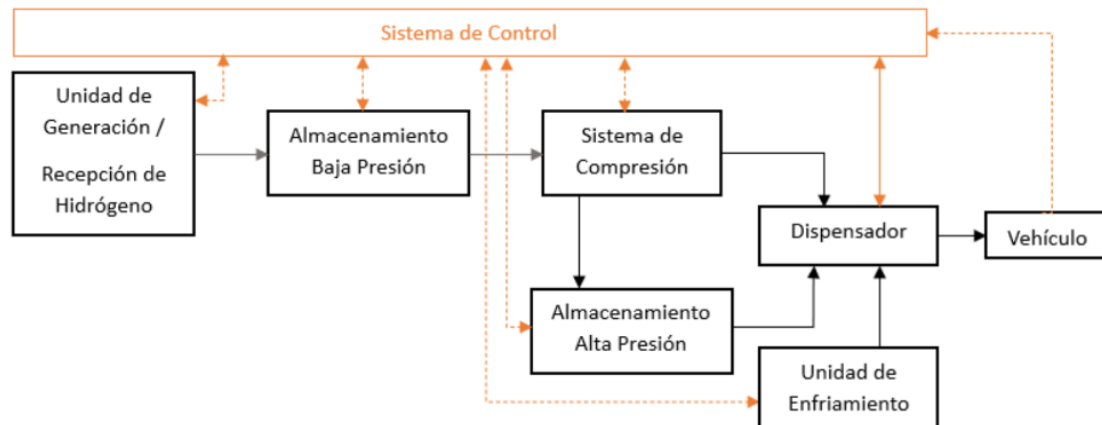 Sistema de Control
Unidad de
Generación /
Recepción de
Hidrógeno
Almacenamiento
Baja Presión
Sistema de
Compresión
Dispensador
Vehículo
Almacenamiento
Alta Presión
Unidad de
Enfriamiento